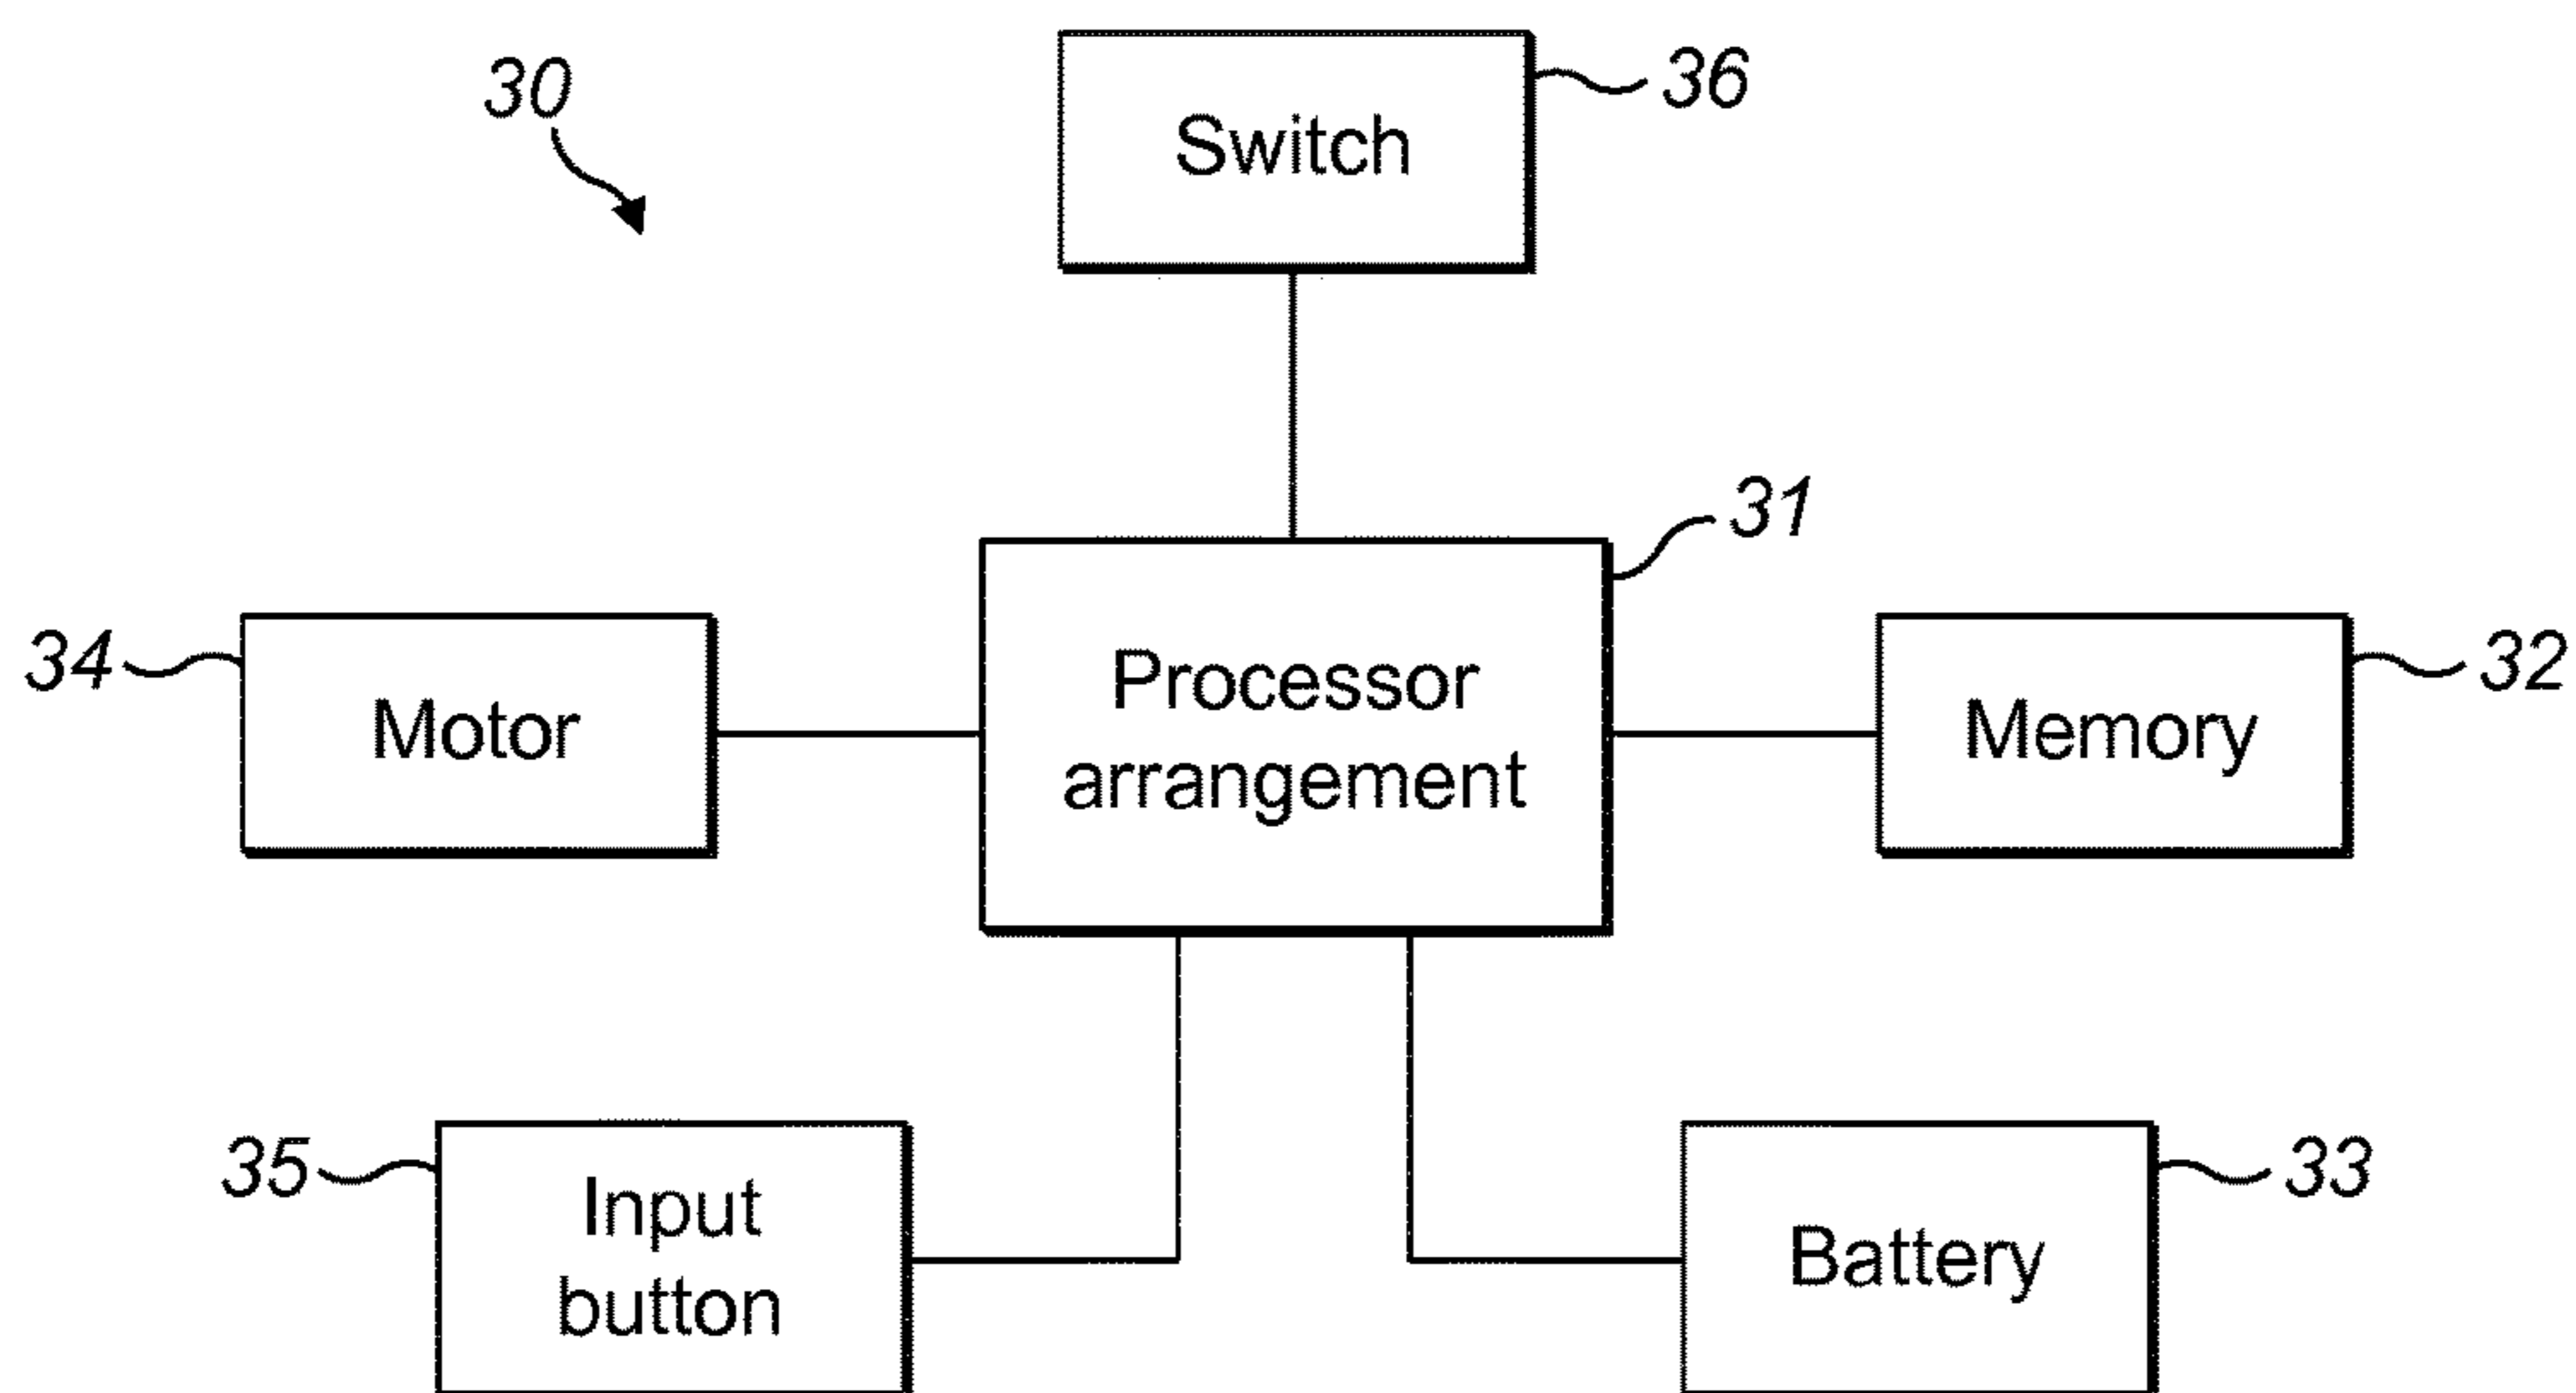 30
36
Switch
31
34
Motor
Processor
arrangement
Memory
32
35
Input
button
Battery
33